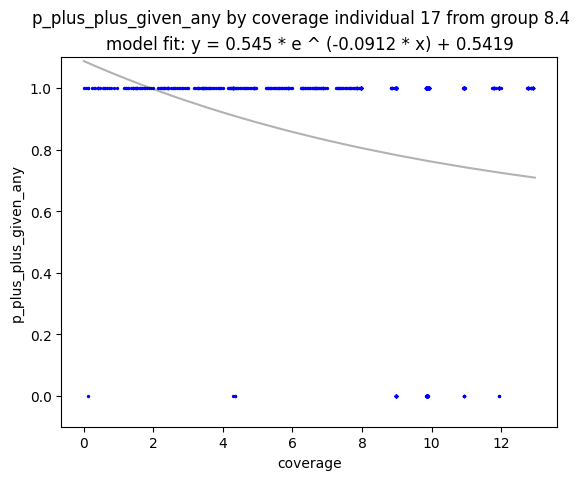 p_plus_plus_given_any by coverage individual 17 from group 8.4
model fit: y = 0.545 * e ^ (-0.0912 * x) + 0.5419
1.0
0.8
0.6
0.4
0.2
0.0
p_plus_plus_given_any
0 2 4 6 8 10 12
coverage